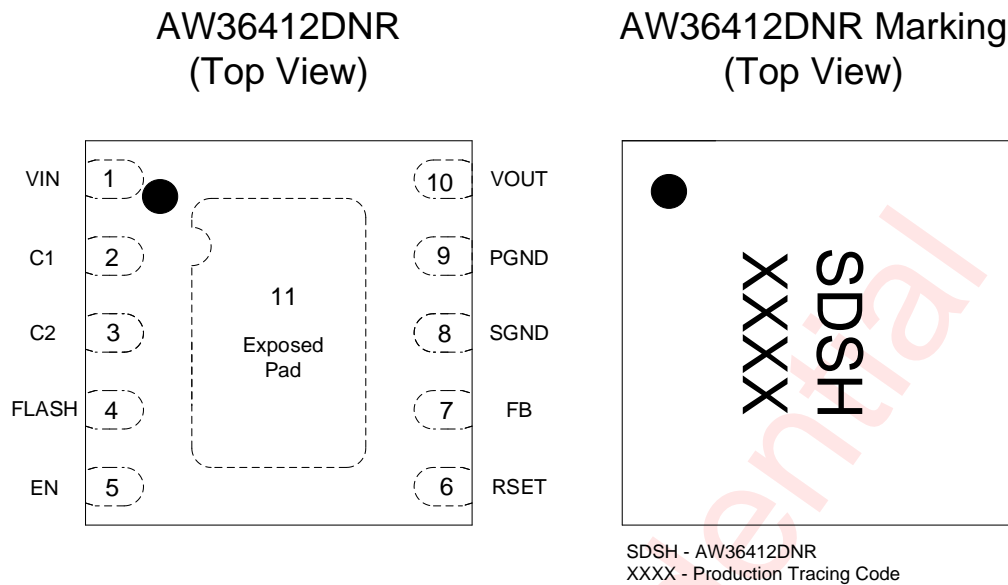 AW36412DNR
(Top View)
VIN 1
C1 2
C2 3
FLASH 4
EN 5
11
Exposed
Pad
10 VOUT
9 PGND
8 SGND
7 FB
6 RSET
AW36412DNR Marking
(Top View)
SDSH
XXXX
SDSH - AW36412DNR
XXXX - Production Tracing Code